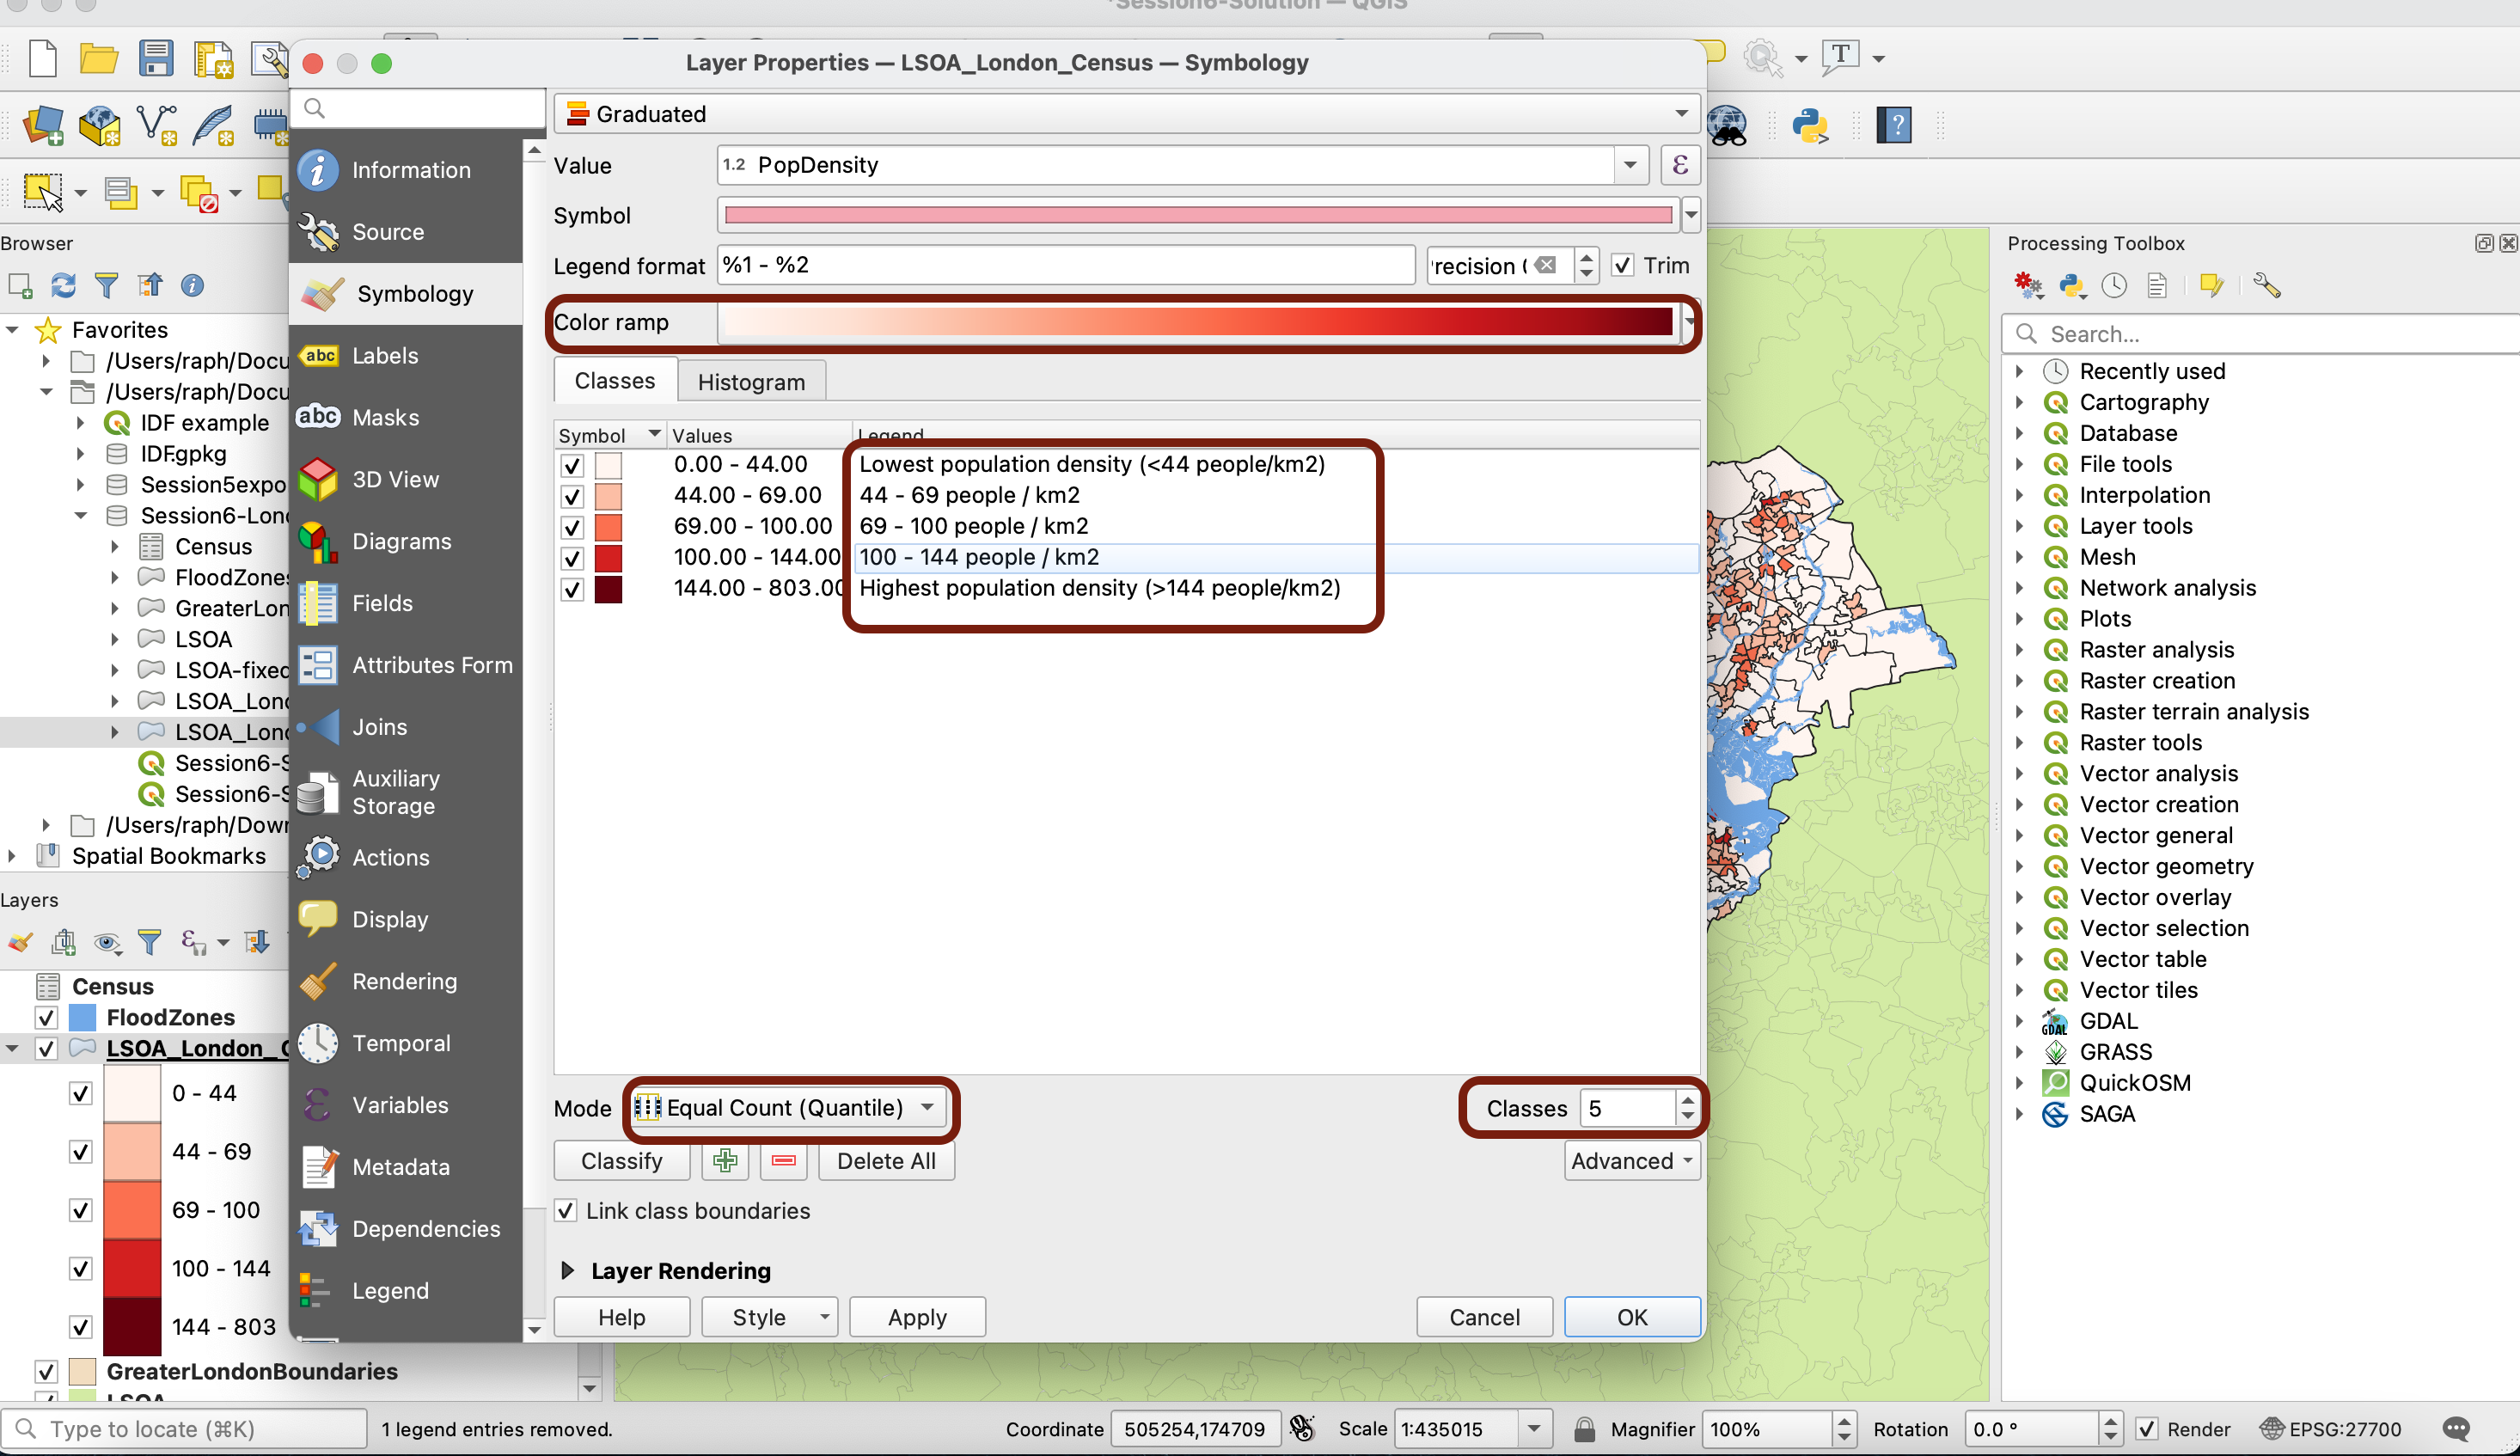 *Session6-Solution — QGIS
Layer Properties — LSOA_London_Census — Symbology
Information
Source
Symbology
Labels
Masks
3D View
Diagrams
Fields
Attributes Form
Joins
Auxiliary
Storage
Actions
Display
Rendering
Temporal
Variables
Metadata
Dependencies
Legend
Graduated
Value 1.2 PopDensity
Symbol
Legend format %1 - %2 Trim
Color ramp
Classes Histogram
Symbol Values Legend
0.00 - 44.00 Lowest population density (<44 people/km2)
44.00 - 69.00 44 - 69 people / km2
69.00 - 100.00 69 - 100 people / km2
100.00 - 144.00 100 - 144 people / km2
144.00 - 803.00 Highest population density (>144 people/km2)
Mode Equal Count (Quantile) Classes 5
Classify Delete All Advanced
Link class boundaries
Layer Rendering
Help Style Apply Cancel OK
Browser
Favorites
/Users/raph/Docu
/Users/raph/Docu
IDF example
IDF.gpkg
Session5expo
Session6-Lon
Census
FloodZones
GreaterLon
LSOA
LSOA-fixed
LSOA_Lon
LSOA_Lon
Session6-S
Session6-S
/Users/raph/Down
Spatial Bookmarks
Layers
Census
FloodZones
LSOA_London_C
0 - 44
44 - 69
69 - 100
100 - 144
144 - 803
GreaterLondonBoundaries
LSOA
Processing Toolbox
Search...
Recently used
Cartography
Database
File tools
Interpolation
Layer tools
Mesh
Network analysis
Plots
Raster analysis
Raster creation
Raster terrain analysis
Raster tools
Vector analysis
Vector creation
Vector general
Vector geometry
Vector overlay
Vector selection
Vector table
Vector tiles
GDAL
GRASS
QuickOSM
SAGA
Type to locate (⌘K) 1 legend entries removed. Coordinate 505254,174709 Scale 1:435015 Magnifier 100% Rotation 0.0 ° Render EPSG:27700